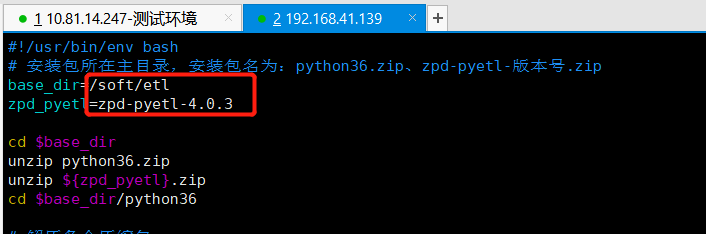 1 10.81.14.247-测试环境 × 2 192.168.41.139 × +
#!/usr/bin/env bash
# 安装包所在主目录，安装包名为：python36.zip、zpd-pyetl-版本号.zip
base_dir=/soft/etl
zpd_pyetl=zpd-pyetl-4.0.3
cd $base_dir
unzip python36.zip
unzip ${zpd_pyetl}.zip
cd $base_dir/python36